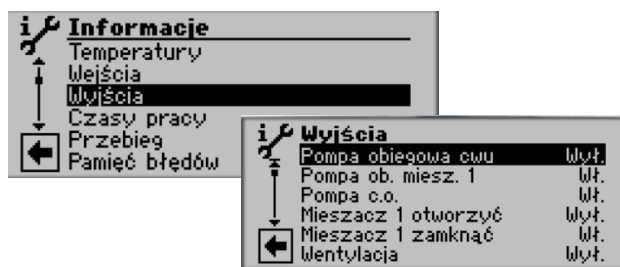 Informacje
Temperatury
Wejścia
Wyjścia
Czasy pracy
Przebieg
Pamięć błędów
Wyjścia
Pompa obiegowa cwu Wył.
Pompa ob. miesz. 1 Wł.
Pompa c.o. Wł.
Mieszacz 1 otworzyć Wył.
Mieszacz 1 zamknąć Wł.
Wentylacja Wył.